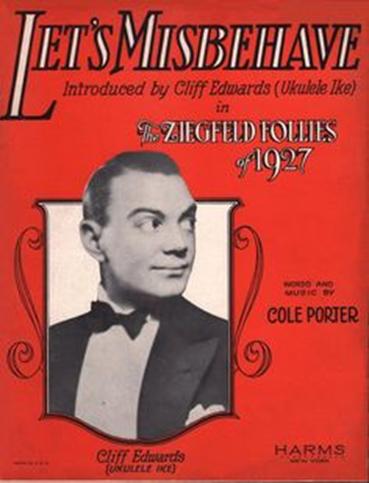 LET'S MISBEHAVE
Introduced by Cliff Edwards (Ukulele Ike)
in
The ZIEGFELD FOLLIES
of 1927
WORDS AND
MUSIC BY
COLE PORTER
Cliff Edwards
(UKULELE IKE)
HARMS
NEW YORK